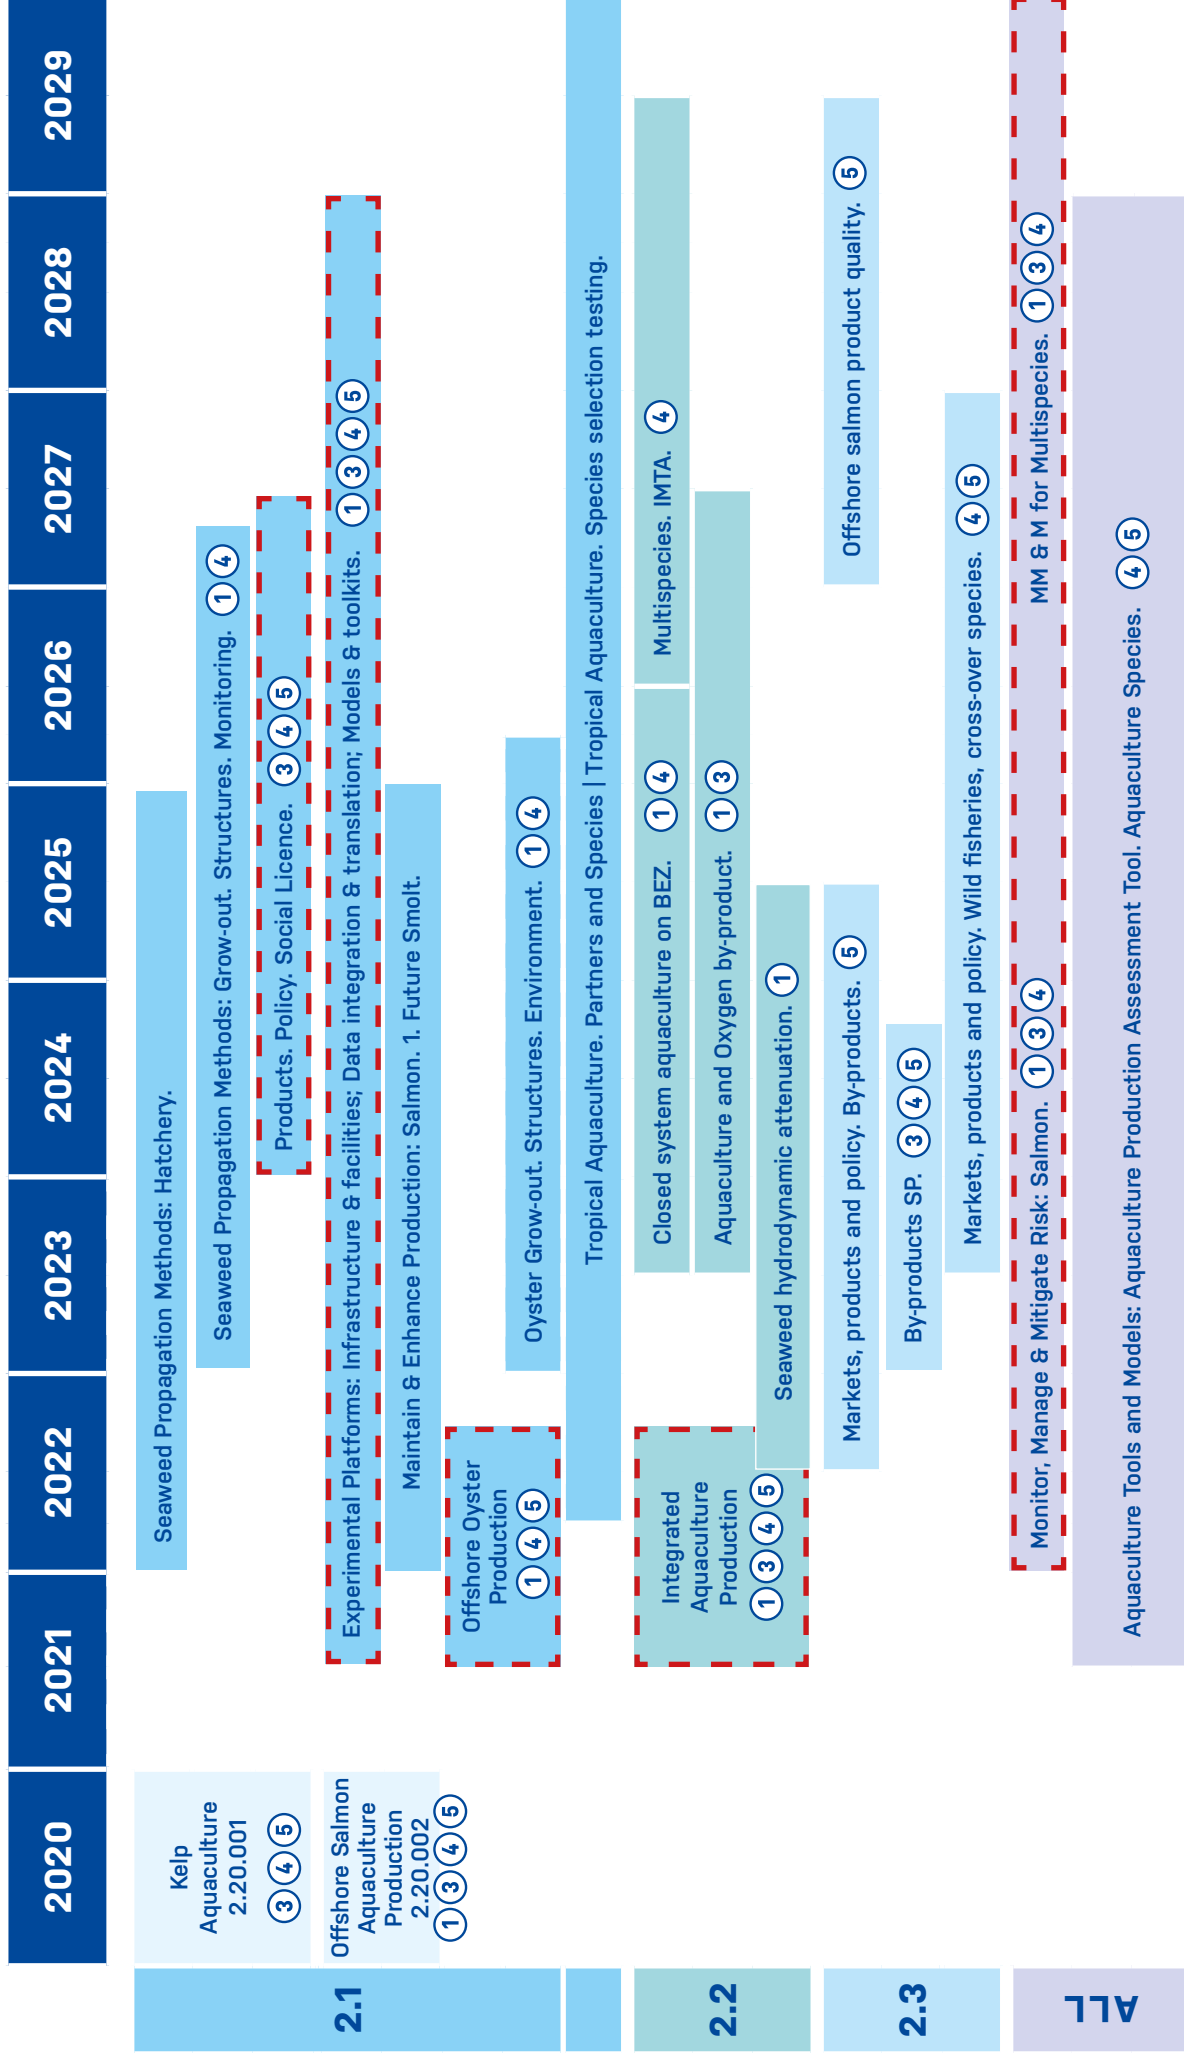 2020
2021
2022
2023
2024
2025
2026
2027
2028
2029
2.1
Kelp
Aquaculture
2.20.001
3 4 5
Seaweed Propagation Methods: Hatchery.
Seaweed Propagation Methods: Grow-out. Structures. Monitoring. 1 4
Products. Policy. Social Licence. 3 4 5
Offshore Salmon
Aquaculture
Production
2.20.002
1 3 4 5
Experimental Platforms: Infrastructure & facilities; Data integration & translation; Models & toolkits. 1 3 4 5
Maintain & Enhance Production: Salmon. 1. Future Smolt.
Offshore Oyster
Production
1 4 5
Oyster Grow-out. Structures. Environment. 1 4
Tropical Aquaculture. Partners and Species | Tropical Aquaculture. Species selection testing.
2.2
Integrated
Aquaculture
Production
1 3 4 5
Closed system aquaculture on BEZ. 1 4
Multispecies. IMTA. 4
Aquaculture and Oxygen by-product. 1 3
Seaweed hydrodynamic attenuation. 1
2.3
Markets, products and policy. By-products. 5
Offshore salmon product quality. 5
By-products SP. 3 4 5
Markets, products and policy. Wild fisheries, cross-over species. 4 5
ALL
Monitor, Manage & Mitigate Risk: Salmon. 1 3 4
MM & M for Multispecies. 1 3 4
Aquaculture Tools and Models: Aquaculture Production Assessment Tool. Aquaculture Species. 4 5